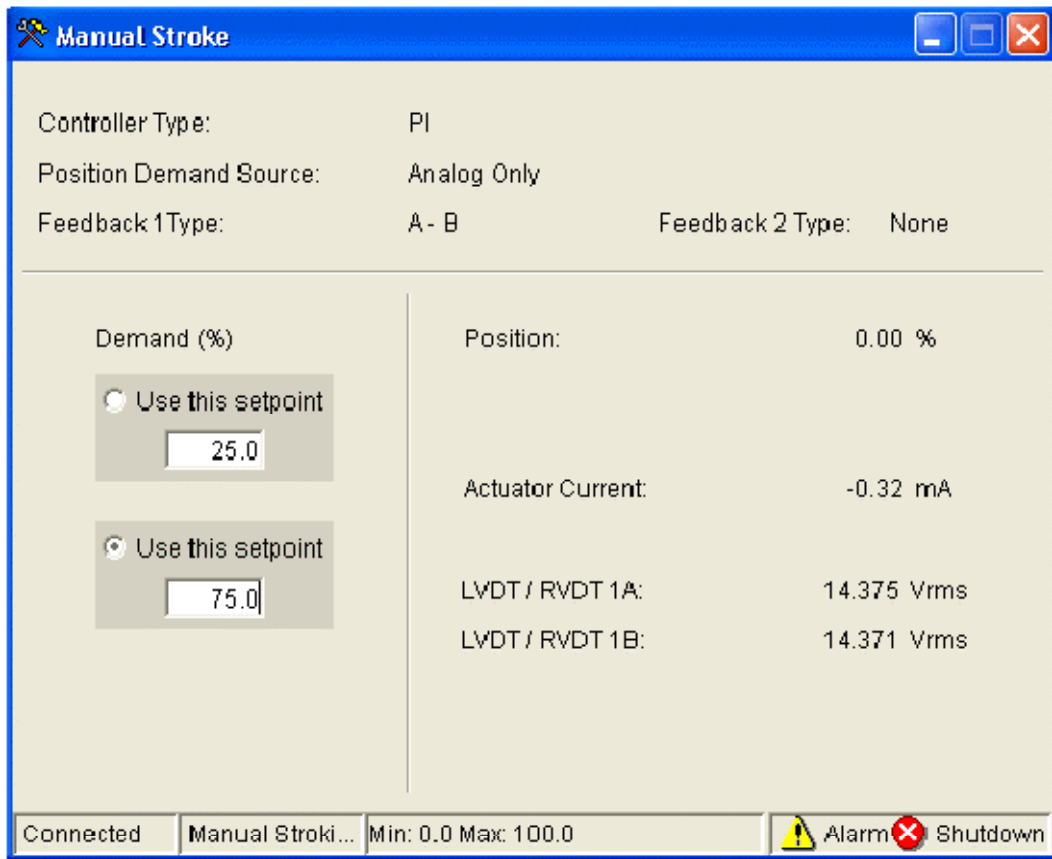 Manual Stroke
Controller Type: PI
Position Demand Source: Analog Only
Feedback 1Type: A - B Feedback 2 Type: None
Demand (%)
Use this setpoint
25.0
Use this setpoint
75.0
Position: 0.00 %
Actuator Current: -0.32 mA
LVDT / RVDT 1A: 14.375 Vrms
LVDT / RVDT 1B: 14.371 Vrms
Connected Manual Stroki... Min: 0.0 Max: 100.0 Alarm Shutdown